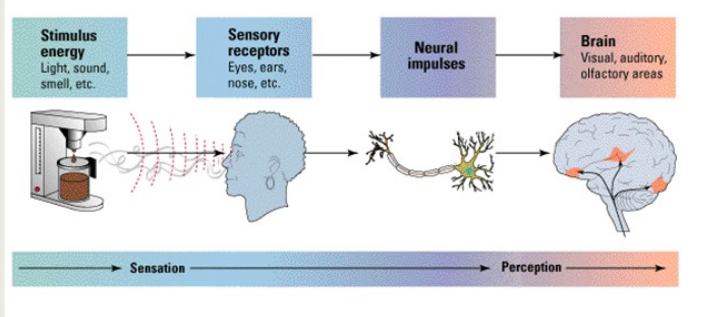 Stimulus
energy
Light, sound,
smell, etc.
Sensory
receptors
Eyes, ears,
nose, etc.
Neural
impulses
Brain
Visual, auditory,
olfactory areas
Sensation
Perception